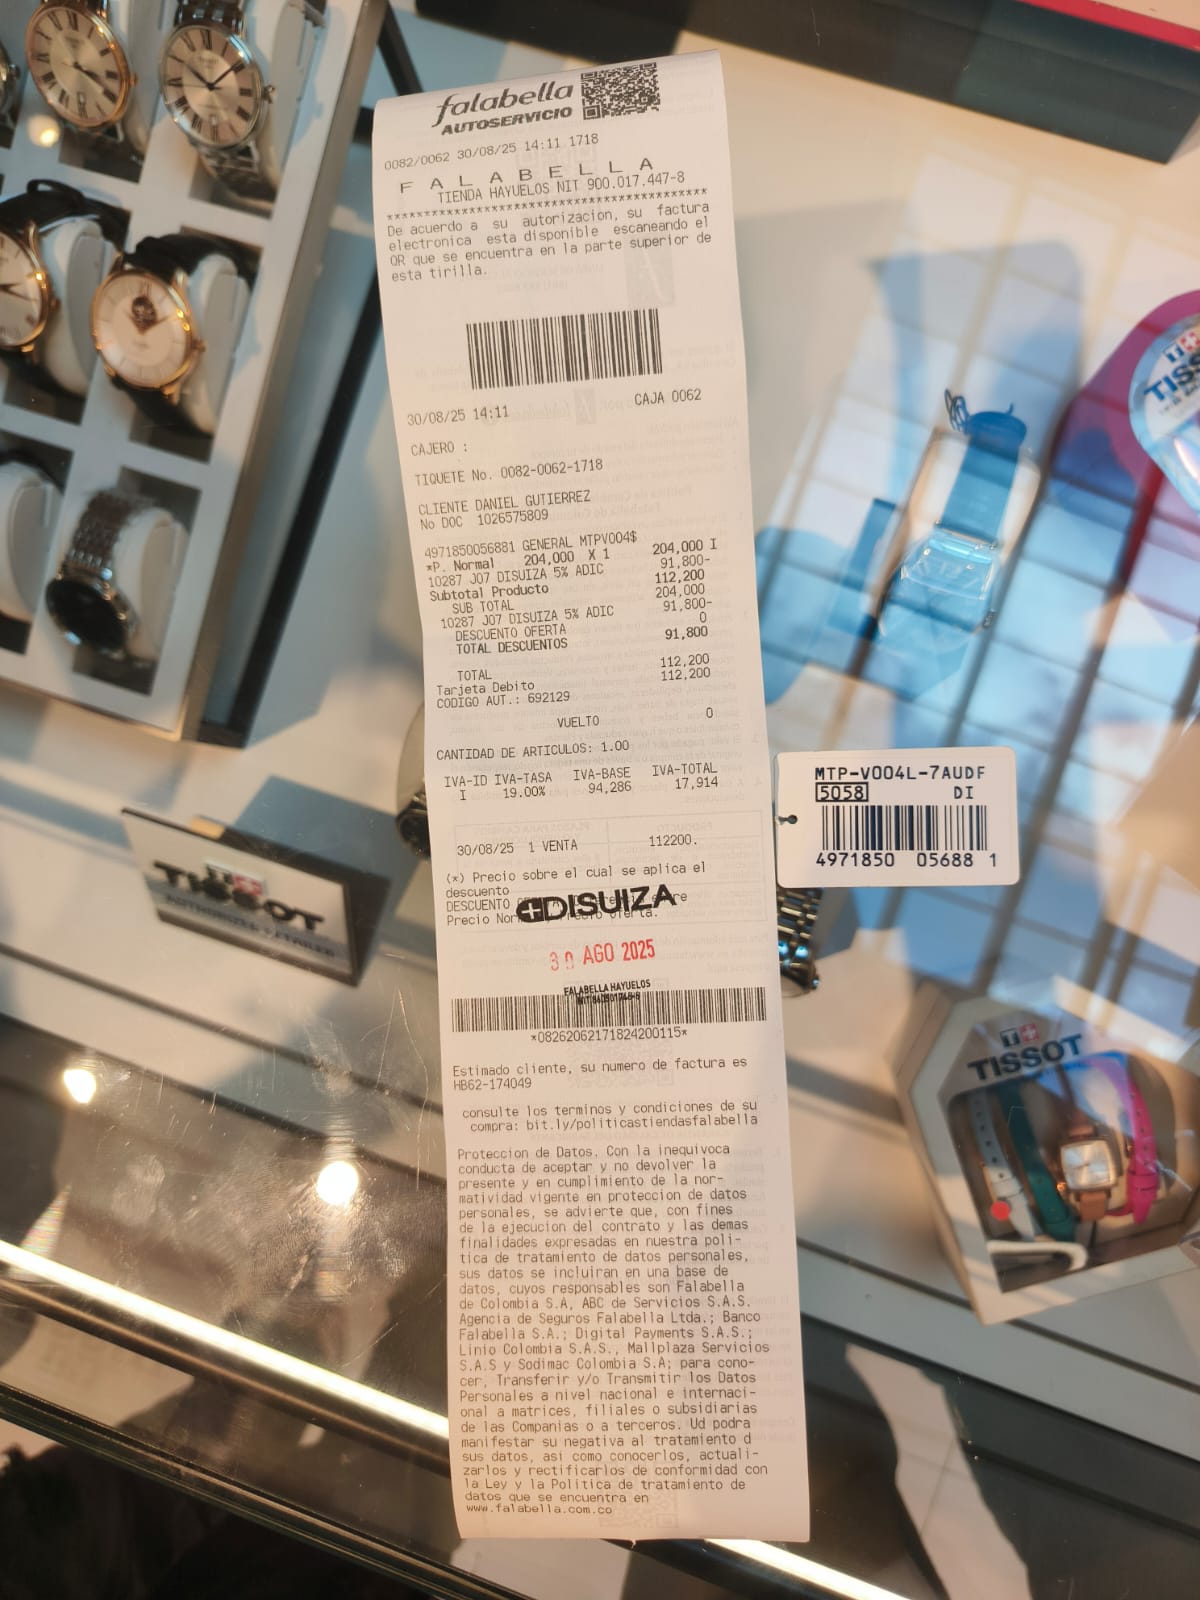 falabella
AUTOSERVICIO
0082/0062 30/08/25 14:11 1718
F A L A B E L L A
TIENDA HAYUELOS NIT 900.017.447-8
****************************************
De acuerdo a su autorizacion, su factura
electronica esta disponible escaneando el
QR que se encuentra en la parte superior de
esta tirilla.
30/08/25 14:11 CAJA 0062
CAJERO :
TIQUETE No. 0082-0062-1718
CLIENTE DANIEL GUTIERREZ
No DOC 1026575809
4971850056881 GENERAL MTPV004$
*P. Normal 204,000 X 1 204,000 I
10287 J07 DISUIZA 5% ADIC 91,800-
Subtotal Producto 112,200
SUB TOTAL 204,000
10287 J07 DISUIZA 5% ADIC 91,800-
DESCUENTO OFERTA 0
TOTAL DESCUENTOS 91,800
TOTAL 112,200
Tarjeta Debito 112,200
CODIGO AUT.: 692129
VUELTO 0
CANTIDAD DE ARTICULOS: 1.00
IVA-ID IVA-TASA IVA-BASE IVA-TOTAL
I 19.00% 94,286 17,914
30/08/25 1 VENTA 112200.
(*) Precio sobre el cual se aplica el
descuento
DESCUENTO
Precio
DISUIZA
30 AGO 2025
FALABELLA HAYUELOS
*08262062171824200115*
Estimado cliente, su numero de factura es
HB62-174049
consulte los terminos y condiciones de su
compra: bit.ly/politicastiendasfalabella
Proteccion de Datos. Con la inequivoca
conducta de aceptar y no devolver la
presente y en cumplimiento de la nor-
matividad vigente en proteccion de datos
personales, se advierte que, con fines
de la ejecucion del contrato y las demas
finalidades expresadas en nuestra poli-
tica de tratamiento de datos personales,
sus datos se incluiran en una base de
datos, cuyos responsables son Falabella
de Colombia S.A, ABC de Servicios S.A.S.
Agencia de Seguros Falabella Ltda.; Banco
Falabella S.A.; Digital Payments S.A.S.;
Linio Colombia S.A.S., Mallplaza Servicios
S.A.S y Sodimac Colombia S.A; para cono-
cer, Transferir y/o Transmitir los Datos
Personales a nivel nacional e internaci-
onal a matrices, filiales o subsidiarias
de las Companias o a terceros. Ud podra
manifestar su negativa al tratamiento d
sus datos, asi como conocerlos, actuali-
zarlos y rectificarlos de conformidad con
la Ley y la Politica de tratamiento de
datos que se encuentra en
www.falabella.com.co
MTP-V004L-7AUDF
5058 DI
4971850 05688 1
TISSOT
AUTHORIZED RETAILER
TISSOT
TISSOT